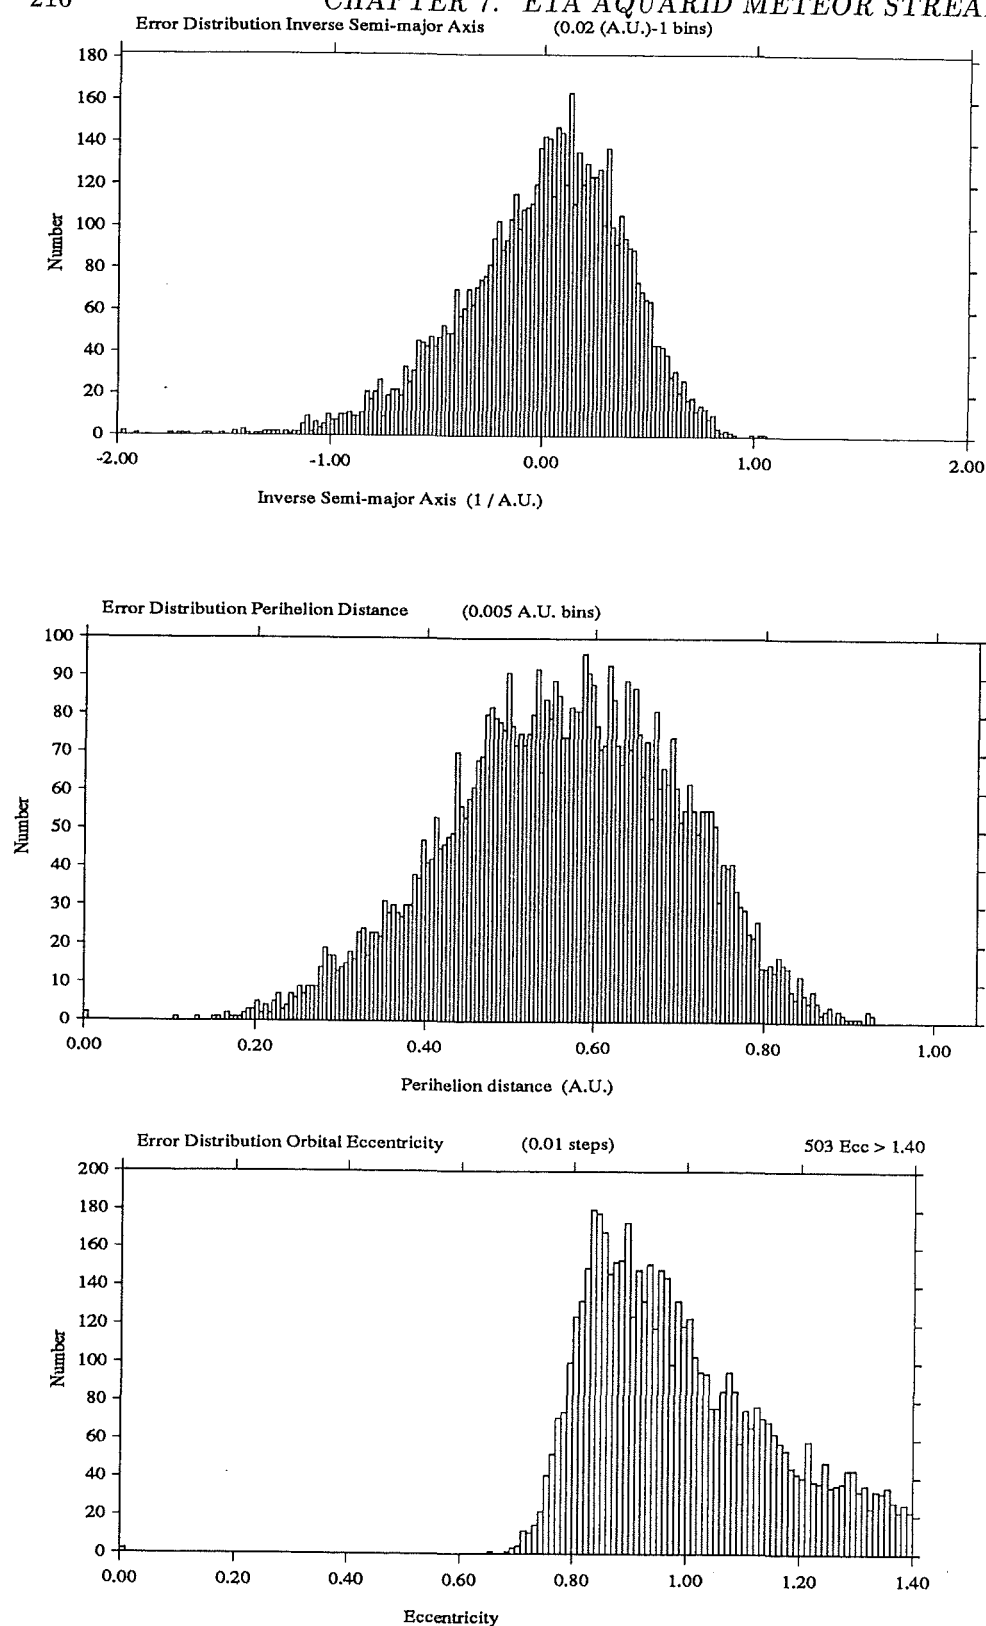 216 CHAPTER 7. ETA AQUARID METEOR STREAM
Error Distribution Inverse Semi-major Axis (0.02 (A.U.)-1 bins)
180
160
140
120
100
80
60
40
20
0
Number
-2.00 -1.00 0.00 1.00 2.00
Inverse Semi-major Axis (1 / A.U.)
Error Distribution Perihelion Distance (0.005 A.U. bins)
100
90
80
70
60
50
40
30
20
10
0
Number
0.00 0.20 0.40 0.60 0.80 1.00
Perihelion distance (A.U.)
Error Distribution Orbital Eccentricity (0.01 steps) 503 Ecc > 1.40
200
180
160
140
120
100
80
60
40
20
0
Number
0.00 0.20 0.40 0.60 0.80 1.00 1.20 1.40
Eccentricity